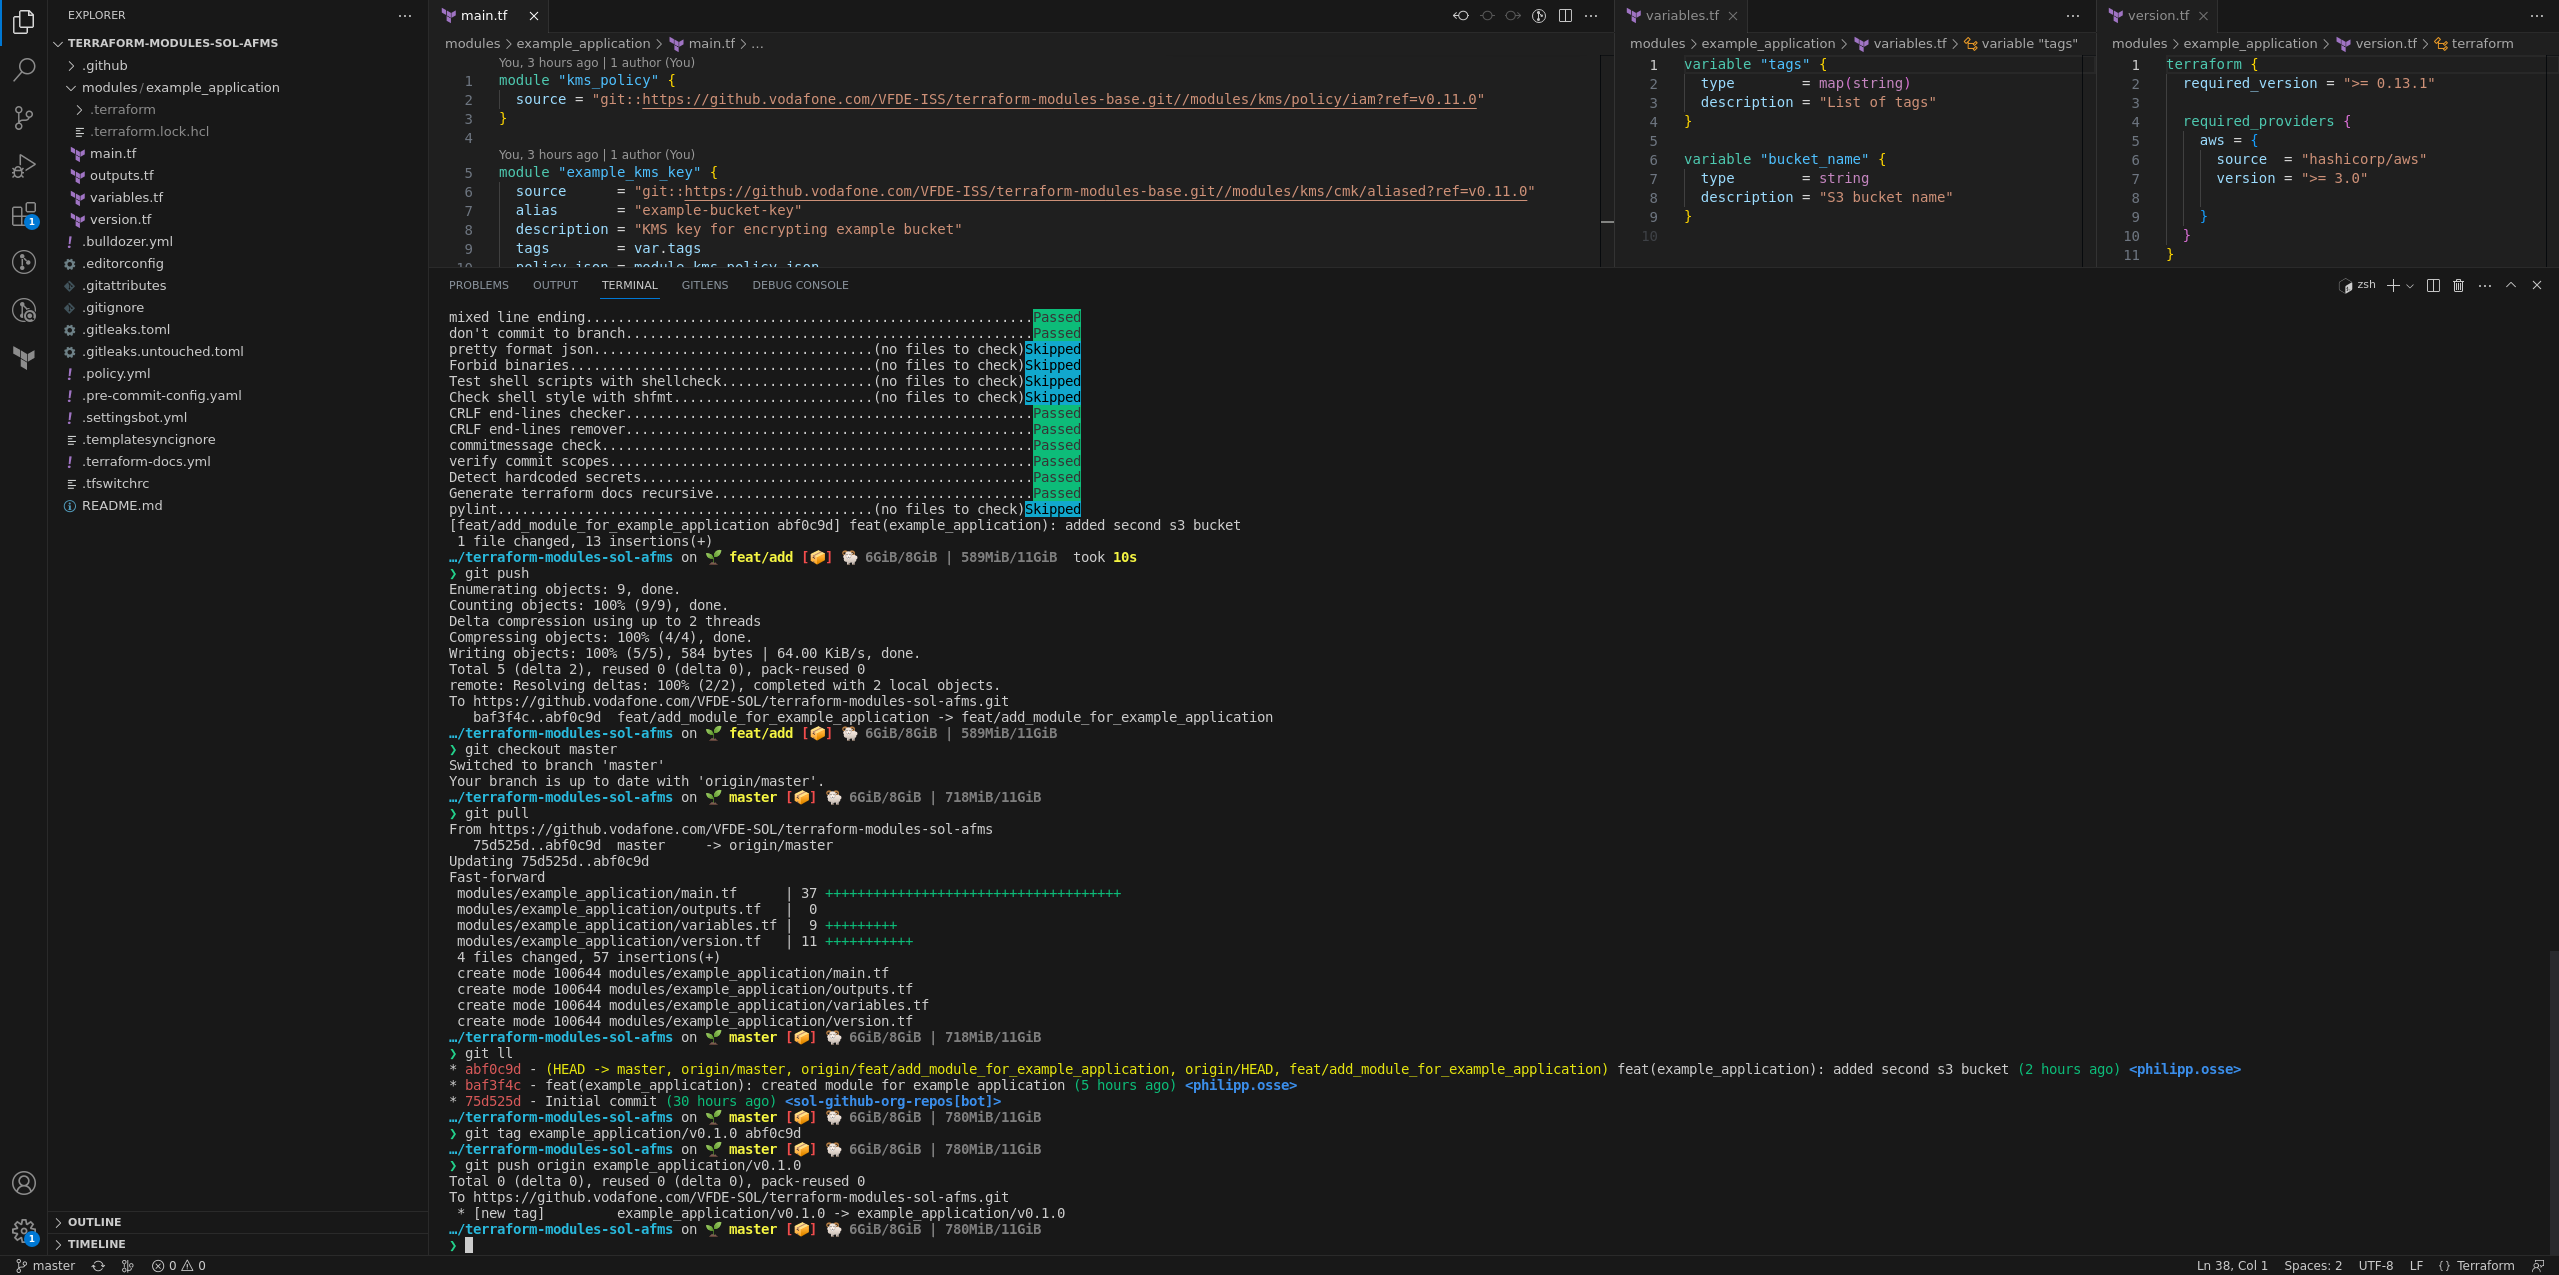 EXPLORER
TERRAFORM-MODULES-SOL-AFMS
.github
modules/example_application
.terraform
.terraform.lock.hcl
main.tf
outputs.tf
variables.tf
version.tf
.bulldozer.yml
.editorconfig
.gitattributes
.gitignore
.gitleaks.toml
.gitleaks.untouched.toml
.policy.yml
.pre-commit-config.yaml
.settingsbot.yml
.templatesyncignore
.terraform-docs.yml
.tfswitchrc
README.md
OUTLINE
TIMELINE
1
1
main.tf
modules > example_application > main.tf > ...
You, 3 hours ago | 1 author (You)
1 module "kms_policy" {
2 source = "git::https://github.vodafone.com/VFDE-ISS/terraform-modules-base.git//modules/kms/policy/iam?ref=v0.11.0"
3 }
4
You, 3 hours ago | 1 author (You)
5 module "example_kms_key" {
6 source      = "git::https://github.vodafone.com/VFDE-ISS/terraform-modules-base.git//modules/kms/cmk/aliased?ref=v0.11.0"
7 alias       = "example-bucket-key"
8 description = "KMS key for encrypting example bucket"
9 tags        = var.tags
10 policy_json = module.kms_policy.json
variables.tf
modules > example_application > variables.tf > variable "tags"
1 variable "tags" {
2 type        = map(string)
3 description = "List of tags"
4 }
5
6 variable "bucket_name" {
7 type        = string
8 description = "S3 bucket name"
9 }
10
version.tf
modules > example_application > version.tf > terraform
1 terraform {
2 required_version = ">= 0.13.1"
3
4 required_providers {
5 aws = {
6 source  = "hashicorp/aws"
7 version = ">= 3.0"
8
9 }
10 }
11 }
PROBLEMS OUTPUT TERMINAL GITLENS DEBUG CONSOLE
zsh
mixed line ending........................................................Passed
don't commit to branch...................................................Passed
pretty format json...................................(no files to check)Skipped
Forbid binaries......................................(no files to check)Skipped
Test shell scripts with shellcheck...................(no files to check)Skipped
Check shell style with shfmt.........................(no files to check)Skipped
CRLF end-lines checker...................................................Passed
CRLF end-lines remover...................................................Passed
commitmessage check......................................................Passed
verify commit scopes.....................................................Passed
Detect hardcoded secrets.................................................Passed
Generate terraform docs recursive........................................Passed
pylint...............................................(no files to check)Skipped
[feat/add_module_for_example_application abf0c9d] feat(example_application): added second s3 bucket
1 file changed, 13 insertions(+)
…/terraform-modules-sol-afms on 🌱 feat/add [📦] 🐏 6GiB/8GiB | 589MiB/11GiB  took 10s
❯ git push
Enumerating objects: 9, done.
Counting objects: 100% (9/9), done.
Delta compression using up to 2 threads
Compressing objects: 100% (4/4), done.
Writing objects: 100% (5/5), 584 bytes | 64.00 KiB/s, done.
Total 5 (delta 2), reused 0 (delta 0), pack-reused 0
remote: Resolving deltas: 100% (2/2), completed with 2 local objects.
To https://github.vodafone.com/VFDE-SOL/terraform-modules-sol-afms.git
baf3f4c..abf0c9d  feat/add_module_for_example_application -> feat/add_module_for_example_application
…/terraform-modules-sol-afms on 🌱 feat/add [📦] 🐏 6GiB/8GiB | 589MiB/11GiB
❯ git checkout master
Switched to branch 'master'
Your branch is up to date with 'origin/master'.
…/terraform-modules-sol-afms on 🌱 master [📦] 🐏 6GiB/8GiB | 718MiB/11GiB
❯ git pull
From https://github.vodafone.com/VFDE-SOL/terraform-modules-sol-afms
75d525d..abf0c9d  master     -> origin/master
Updating 75d525d..abf0c9d
Fast-forward
modules/example_application/main.tf      | 37 +++++++++++++++++++++++++++++++++++++
modules/example_application/outputs.tf   |  0
modules/example_application/variables.tf |  9 +++++++++
modules/example_application/version.tf   | 11 +++++++++++
4 files changed, 57 insertions(+)
create mode 100644 modules/example_application/main.tf
create mode 100644 modules/example_application/outputs.tf
create mode 100644 modules/example_application/variables.tf
create mode 100644 modules/example_application/version.tf
…/terraform-modules-sol-afms on 🌱 master [📦] 🐏 6GiB/8GiB | 718MiB/11GiB
❯ git ll
* abf0c9d - (HEAD -> master, origin/master, origin/feat/add_module_for_example_application, origin/HEAD, feat/add_module_for_example_application) feat(example_application): added second s3 bucket (2 hours ago) <philipp.osse>
* baf3f4c - feat(example_application): created module for example application (5 hours ago) <philipp.osse>
* 75d525d - Initial commit (30 hours ago) <sol-github-org-repos[bot]>
…/terraform-modules-sol-afms on 🌱 master [📦] 🐏 6GiB/8GiB | 780MiB/11GiB
❯ git tag example_application/v0.1.0 abf0c9d
…/terraform-modules-sol-afms on 🌱 master [📦] 🐏 6GiB/8GiB | 780MiB/11GiB
❯ git push origin example_application/v0.1.0
Total 0 (delta 0), reused 0 (delta 0), pack-reused 0
To https://github.vodafone.com/VFDE-SOL/terraform-modules-sol-afms.git
* [new tag]         example_application/v0.1.0 -> example_application/v0.1.0
…/terraform-modules-sol-afms on 🌱 master [📦] 🐏 6GiB/8GiB | 780MiB/11GiB
❯
master 0 0
Ln 38, Col 1 Spaces: 2 UTF-8 LF {} Terraform